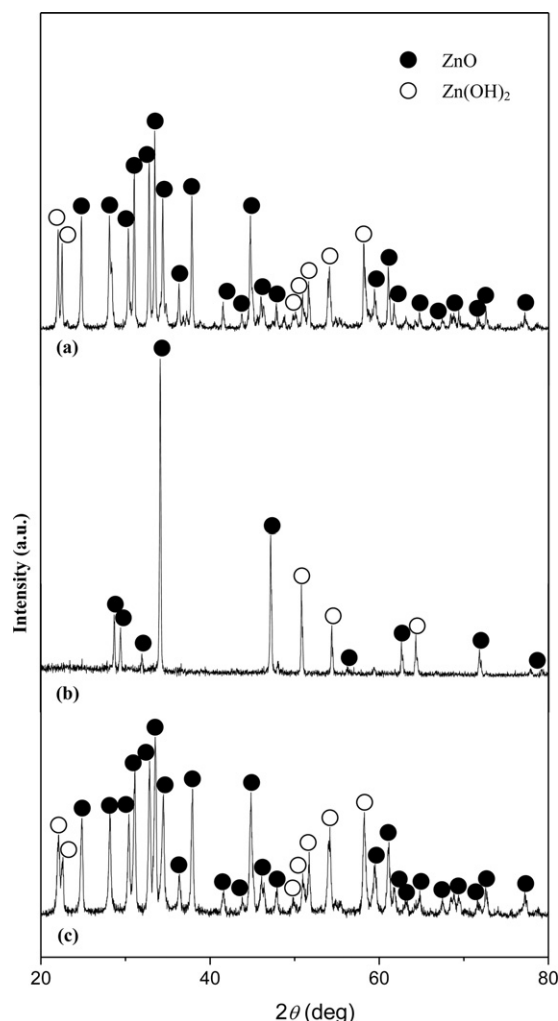 ZnO
Zn(OH)2
(a)
(b)
(c)
Intensity (a.u.)
20 40 60 80
2θ (deg)